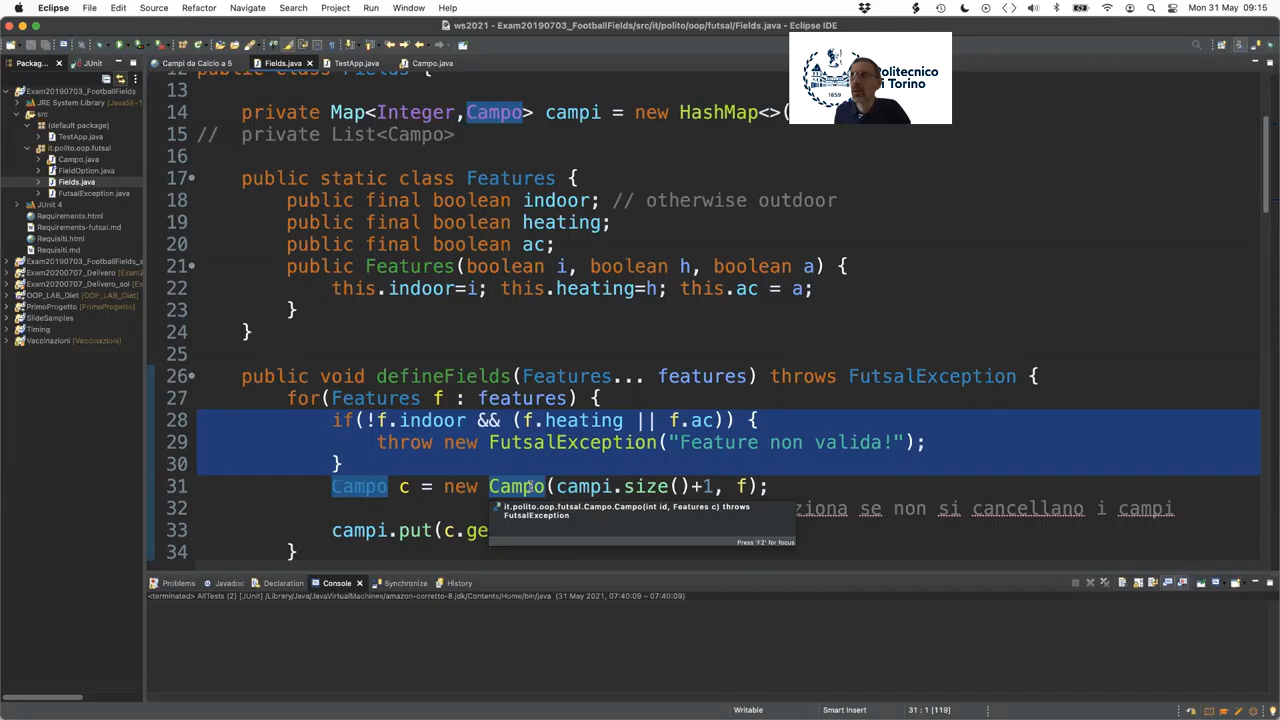 Eclipse File Edit Source Refactor Navigate Search Project Run Window Help Mon 31 May 09:15
ws2021 - Exam20190703_FootballFields/src/it/polito/oop/futsal/Fields.java - Eclipse IDE
Politecnico
di Torino
1859
Packag... JUnit
Exam20190703_FootballFields
JRE System Library [JavaSE-1
src
(default package)
TestApp.java
it.polito.oop.futsal
Campo.java
FieldOption.java
Fields.java
FutsalException.java
JUnit 4
Requirements.html
Requirements-futsal.md
Requisiti.html
Requisiti.md
Exam20190703_FootballFields_s
Exam20200707_Delivero [Exam2
Exam20200707_Delivero_sol
OOP_LAB_Diet [OOP_LAB_Diet]
PrimoProgetto [PrimoProgetto]
SlideSamples
Timing
Vaccinazioni [Vaccinazioni]
Campi da Calcio a 5 Fields.java TestApp.java Campo.java
12 public class Fields {
13
14 private Map<Integer,Campo> campi = new HashMap<>(
15 // private List<Campo>
16
17 public static class Features {
18 public final boolean indoor; // otherwise outdoor
19 public final boolean heating;
20 public final boolean ac;
21 public Features(boolean i, boolean h, boolean a) {
22 this.indoor=i; this.heating=h; this.ac = a;
23 }
24 }
25
26 public void defineFields(Features... features) throws FutsalException {
27 for(Features f : features) {
28 if(!f.indoor && (f.heating || f.ac)) {
29 throw new FutsalException("Feature non valida!");
30 }
31 Campo c = new Campo(campi.size()+1, f);
32 ziona se non si cancellano i campi
33 campi.put(c.ge
34 }
it.polito.oop.futsal.Campo.Campo(int id, Features c) throws
FutsalException
Press 'F2' for focus
Problems Javadoc Declaration Console Synchronize History
<terminated> AllTests (2) [JUnit] /Library/Java/JavaVirtualMachines/amazon-corretto-8.jdk/Contents/Home/bin/java (31 May 2021, 07:40:09 – 07:40:09)
Writable Smart Insert 31 : 1 [119]